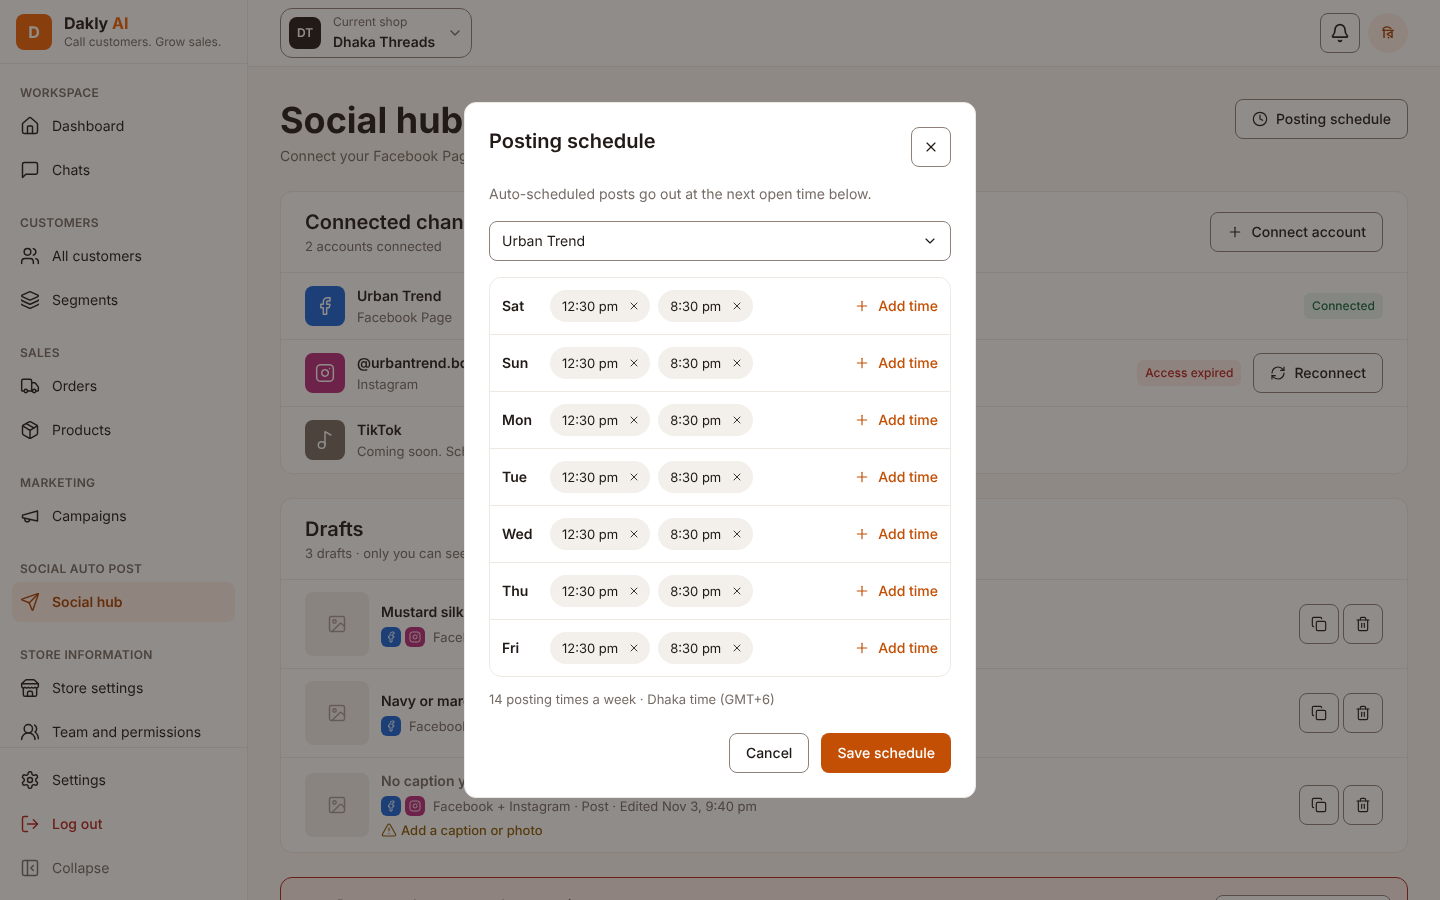 D
Dakly AI
Call customers. Grow sales.
WORKSPACE
Dashboard
Chats
CUSTOMERS
All customers
Segments
SALES
Orders
Products
MARKETING
Campaigns
SOCIAL AUTO POST
Social hub
STORE INFORMATION
Store settings
Team and permissions
Settings
Log out
Collapse
DT
Current shop
Dhaka Threads
রি
Social hub
Connect your Facebook Pag
Posting schedule
Connected chan
2 accounts connected
Connect account
Urban Trend
Facebook Page
Connected
@urbantrend.bd
Instagram
Access expired
Reconnect
TikTok
Coming soon.
Drafts
3 drafts · only you can see
Mustard silk
Navy or
Facebook
No caption
Facebook + Instagram · Post · Edited Nov 3, 9:40 pm
Add a caption or photo
Posting schedule
Auto-scheduled posts go out at the next open time below.
Urban Trend
Sat 12:30 pm 8:30 pm Add time
Sun 12:30 pm 8:30 pm Add time
Mon 12:30 pm 8:30 pm Add time
Tue 12:30 pm 8:30 pm Add time
Wed 12:30 pm 8:30 pm Add time
Thu 12:30 pm 8:30 pm Add time
Fri 12:30 pm 8:30 pm Add time
14 posting times a week · Dhaka time (GMT+6)
Cancel
Save schedule